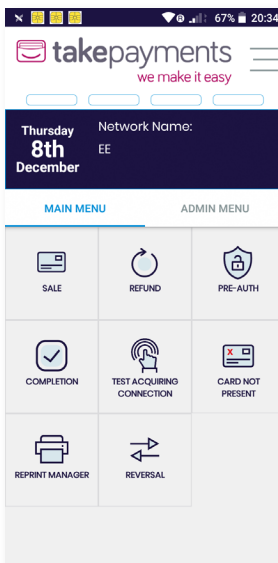 67% 20:34
takepayments
we make it easy
Thursday
8th
December
Network Name:
EE
MAIN MENU ADMIN MENU
SALE REFUND PRE-AUTH
COMPLETION TEST ACQUIRING CONNECTION CARD NOT PRESENT
REPRINT MANAGER REVERSAL